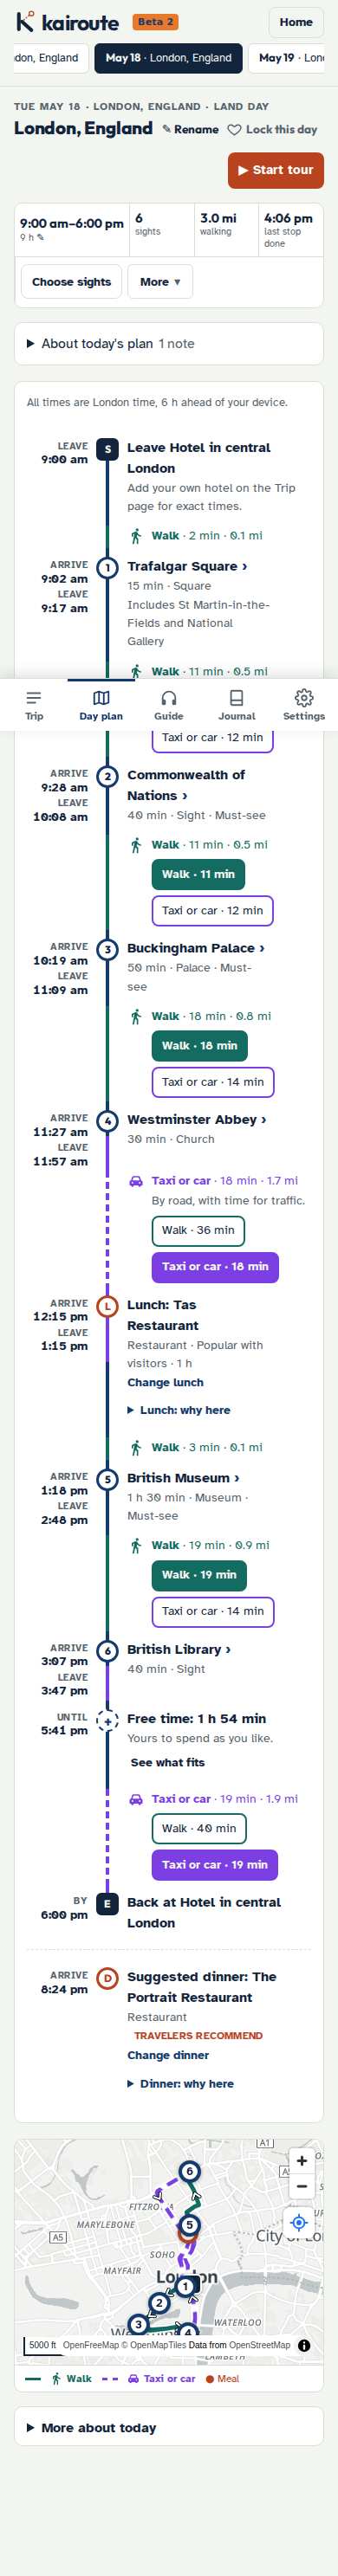 kairoute Beta 2 Home
don, England May 18 · London, England May 19 · Lon
TUE MAY 18 · LONDON, ENGLAND · LAND DAY
London, England ✎ Rename Lock this day
▶ Start tour
9:00 am–6:00 pm
9 h ✎
6
sights
3.0 mi
walking
4:06 pm
last stop
done
Choose sights More ▼
▶ About today's plan 1 note
All times are London time, 6 h ahead of your device.
LEAVE
9:00 am
S
Leave Hotel in central
London
Add your own hotel on the Trip
page for exact times.
Walk · 2 min · 0.1 mi
ARRIVE
9:02 am
LEAVE
9:17 am
1
Trafalgar Square ›
15 min · Square
Includes St Martin-in-the-
Fields and National
Gallery
Walk · 11 min · 0.5 mi
Trip Day plan Guide Journal Settings
Taxi or car · 12 min
ARRIVE
9:28 am
LEAVE
10:08 am
2
Commonwealth of
Nations ›
40 min · Sight · Must-see
Walk · 11 min · 0.5 mi
Walk · 11 min
Taxi or car · 12 min
ARRIVE
10:19 am
LEAVE
11:09 am
3
Buckingham Palace ›
50 min · Palace · Must-
see
Walk · 18 min · 0.8 mi
Walk · 18 min
Taxi or car · 14 min
ARRIVE
11:27 am
LEAVE
11:57 am
4
Westminster Abbey ›
30 min · Church
Taxi or car · 18 min · 1.7 mi
By road, with time for traffic.
Walk · 36 min
Taxi or car · 18 min
ARRIVE
12:15 pm
LEAVE
1:15 pm
L
Lunch: Tas
Restaurant
Restaurant · Popular with
visitors · 1 h
Change lunch
▶ Lunch: why here
Walk · 3 min · 0.1 mi
ARRIVE
1:18 pm
LEAVE
2:48 pm
5
British Museum ›
1 h 30 min · Museum ·
Must-see
Walk · 19 min · 0.9 mi
Walk · 19 min
Taxi or car · 14 min
ARRIVE
3:07 pm
LEAVE
3:47 pm
6
British Library ›
40 min · Sight
UNTIL
5:41 pm
+
Free time: 1 h 54 min
Yours to spend as you like.
See what fits
Taxi or car · 19 min · 1.9 mi
Walk · 40 min
Taxi or car · 19 min
BY
6:00 pm
E
Back at Hotel in central
London
ARRIVE
8:24 pm
D
Suggested dinner: The
Portrait Restaurant
Restaurant
TRAVELERS RECOMMEND
Change dinner
▶ Dinner: why here
A1
+
6
−
FITZRO A
MARYLEBONE
5
A5
SOHO
City o Lon
MAYFAIR
Lon on
1
2
3
4
WATERLOO
LAMBETH
5000 ft OpenFreeMap © OpenMapTiles Data from OpenStreetMap
Walk Taxi or car Meal
▶ More about today